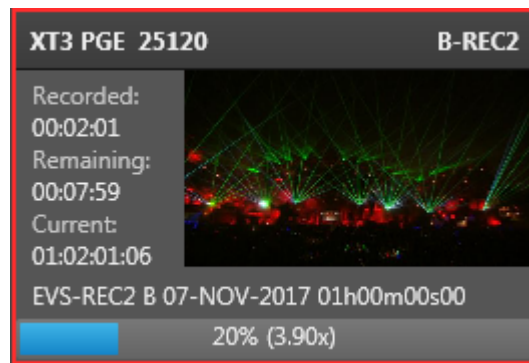 XT3 PGE 25120 B-REC2
Recorded:
00:02:01
Remaining:
00:07:59
Current:
01:02:01:06
EVS-REC2 B 07-NOV-2017 01h00m00s00
20% (3.90x)